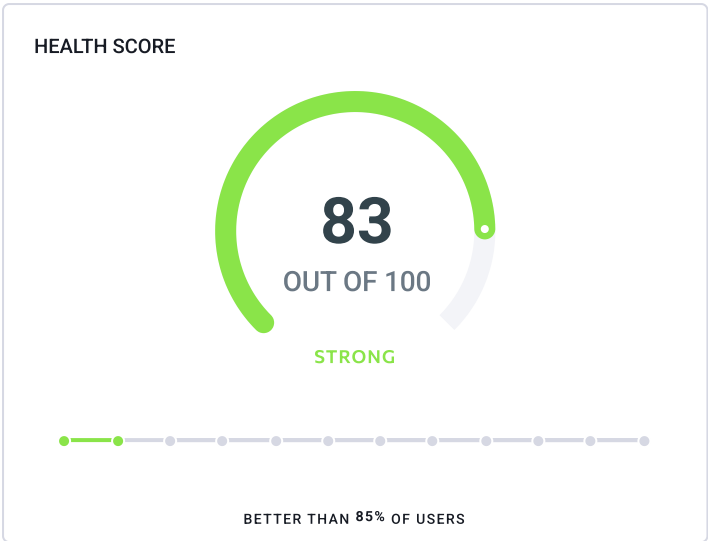 HEALTH SCORE
83
OUT OF 100
STRONG
BETTER THAN 85% OF USERS